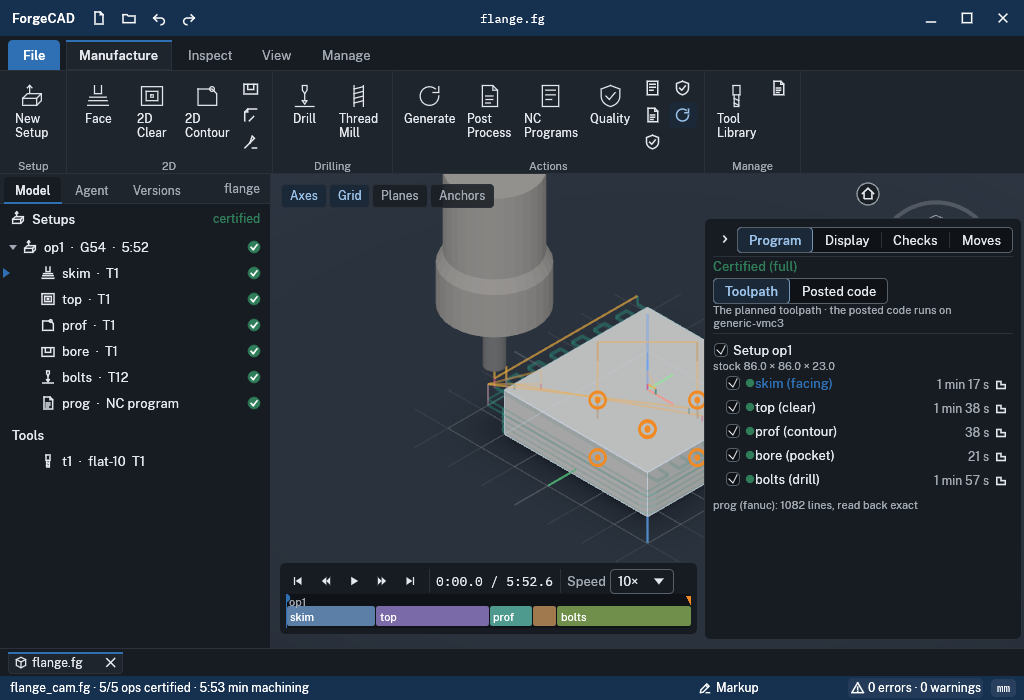 ForgeCAD
flange.fg
File Manufacture Inspect View Manage
New Setup
Face
2D Clear
2D Contour
Drill
Thread Mill
Generate
Post Process
NC Programs
Quality
Tool Library
Setup 2D Drilling Actions Manage
Model Agent Versions flange
Setups certified
op1 · G54 · 5:52
skim · T1
top · T1
prof · T1
bore · T1
bolts · T12
prog · NC program
Tools
t1 · flat-10 T1
Axes Grid Planes Anchors
Program Display Checks Moves
Certified (full)
Toolpath Posted code
The planned toolpath · the posted code runs on
generic-vmc3
Setup op1
stock 86.0 × 86.0 × 23.0
skim (facing) 1 min 17 s
top (clear) 1 min 38 s
prof (contour) 38 s
bore (pocket) 21 s
bolts (drill) 1 min 57 s
prog (fanuc): 1082 lines, read back exact
0:00.0 / 5:52.6 Speed 10×
op1
skim top prof bolts
flange.fg
flange_cam.fg · 5/5 ops certified · 5:53 min machining
Markup
0 errors · 0 warnings mm